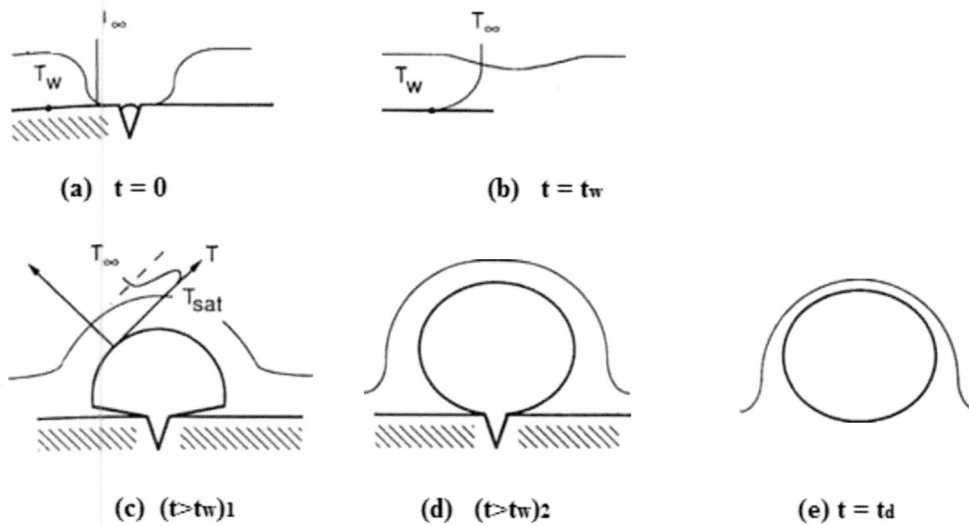 T∞
T∞
Tw
Tw
(a) t = 0
(b) t = tw
T∞
T
Tsat
(c) (t>tw)1
(d) (t>tw)2
(e) t = td